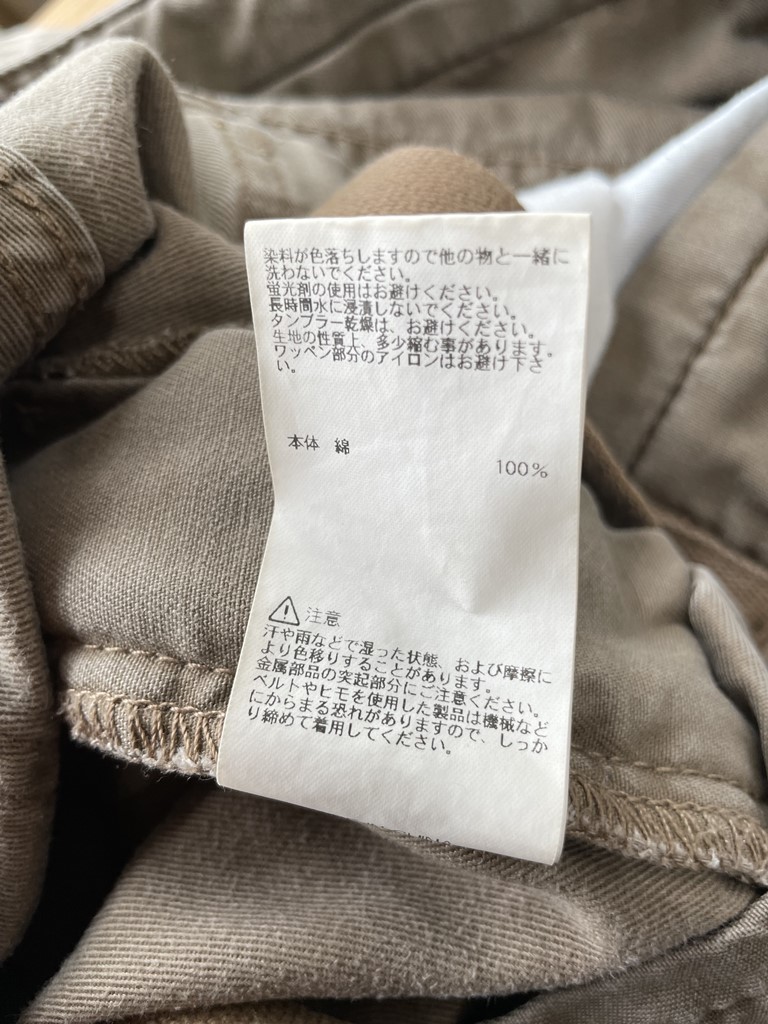 染料が色落ちしますので他の物と一緒に
洗わないでください。
蛍光剤の使用はお避けください。
長時間水に浸漬しないでください。
タンブラー乾燥は、お避けください。
生地の性質上、多少縮む事があります。
ワッペン部分のアイロンはお避け下さ
い。
本体 綿
100%
注意
汗や雨などで湿った状態、および摩擦に
より色移りすることがあります。
金属部品の突起部分にご注意ください。
ベルトやヒモを使用した製品は機械など
にからまる恐れがありますので、しっか
り締めて着用してください。